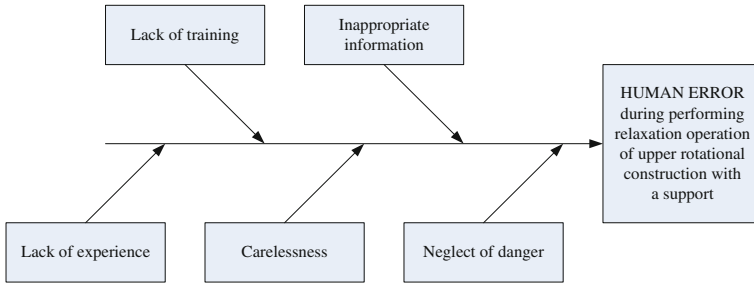 Lack of training
Inappropriate
information
HUMAN ERROR
during performing
relaxation operation
of upper rotational
construction with
a support
Lack of experience
Carelessness
Neglect of danger